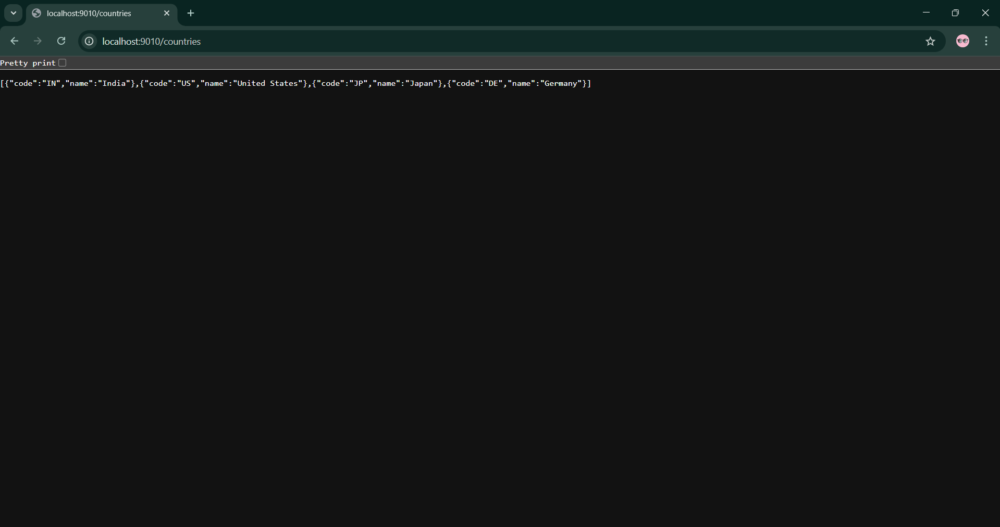 localhost:9010/countries
localhost:9010/countries
Pretty print
[{"code":"IN","name":"India"},{"code":"US","name":"United States"},{"code":"JP","name":"Japan"},{"code":"DE","name":"Germany"}]